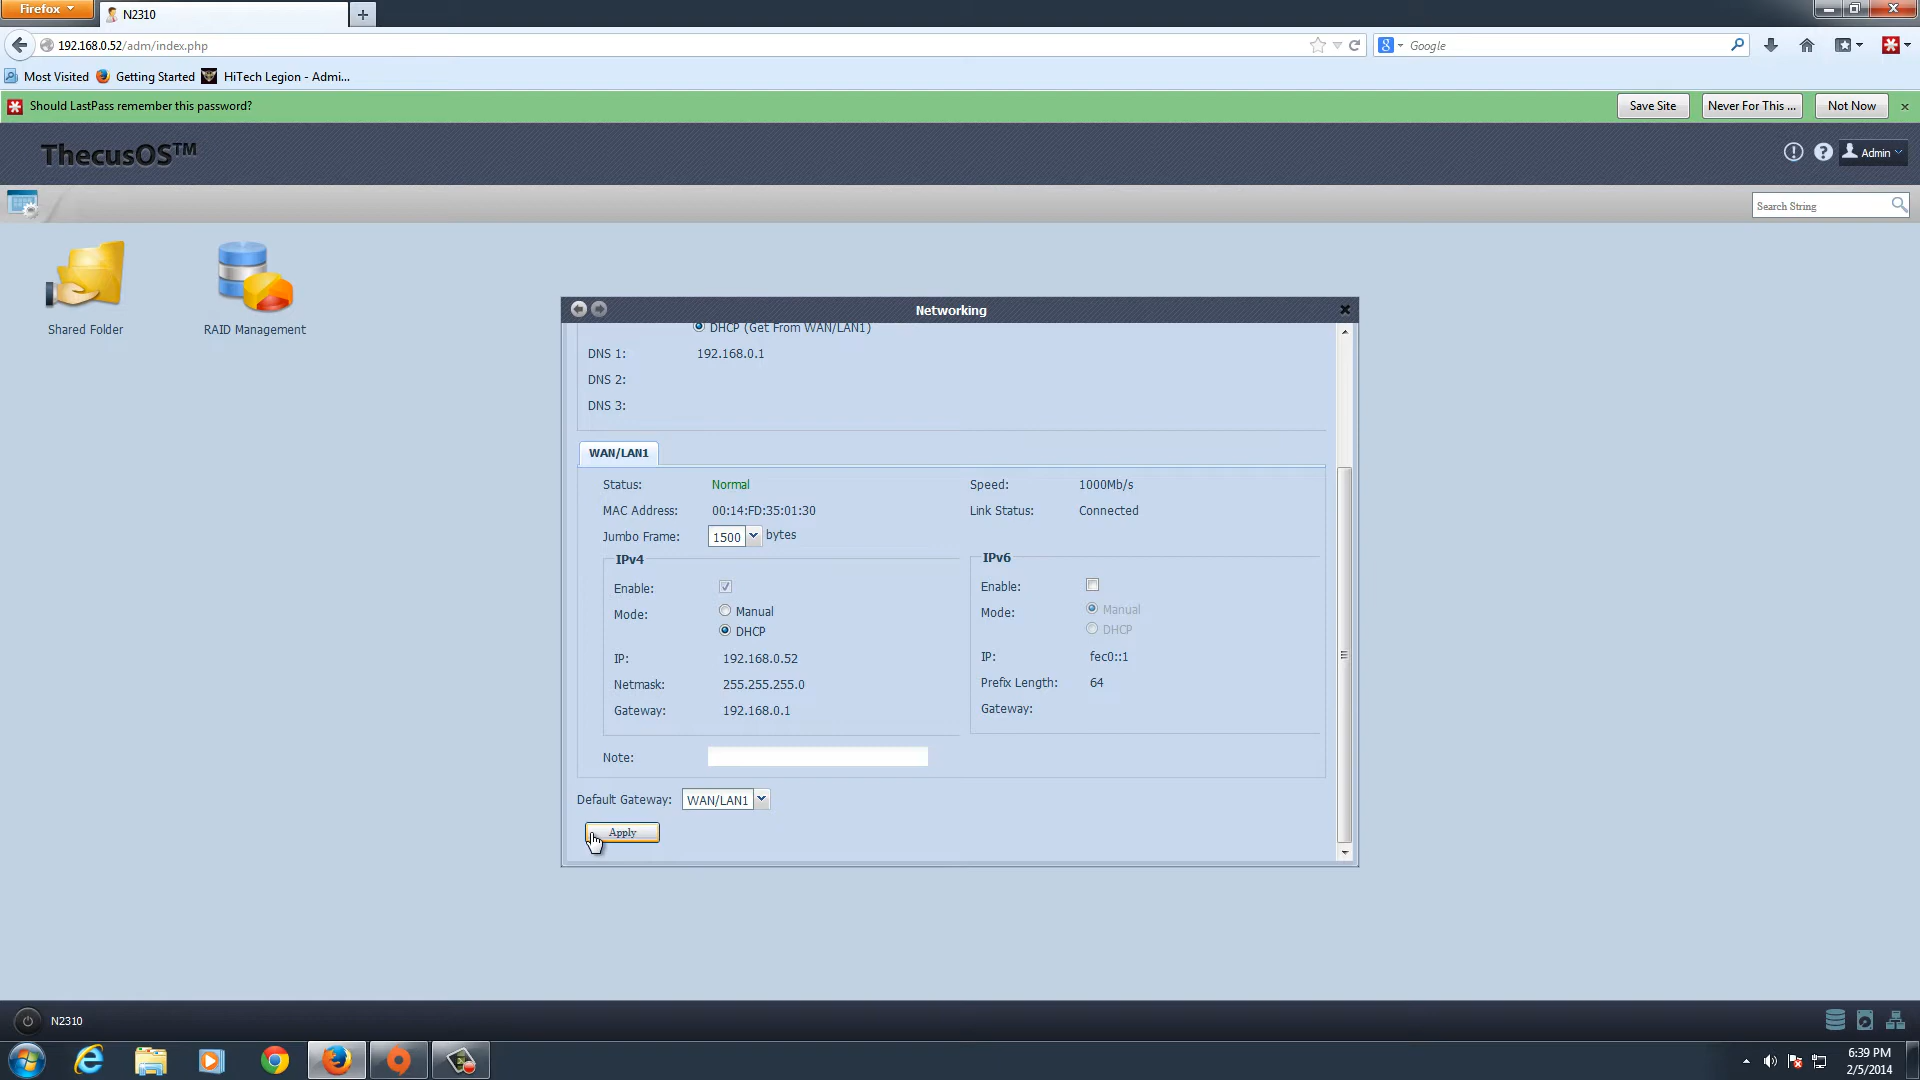 Firefox
N2310
192.168.0.52/adm/index.php
Google
Most Visited
Getting Started
HiTech Legion - Admi...
Should LastPass remember this password?
Save Site
Never For This ...
Not Now
ThecusOS™
Admin
Search String
Shared Folder
RAID Management
Networking
DHCP (Get From WAN/LAN1)
DNS 1: 192.168.0.1
DNS 2:
DNS 3:
WAN/LAN1
Status: Normal Speed: 1000Mb/s
MAC Address: 00:14:FD:35:01:30 Link Status: Connected
Jumbo Frame: 1500 bytes
IPv4
Enable:
Mode: Manual
DHCP
IP: 192.168.0.52
Netmask: 255.255.255.0
Gateway: 192.168.0.1
IPv6
Enable:
Mode: Manual
DHCP
IP: fec0::1
Prefix Length: 64
Gateway:
Note:
Default Gateway: WAN/LAN1
Apply
N2310
6:39 PM
2/5/2014